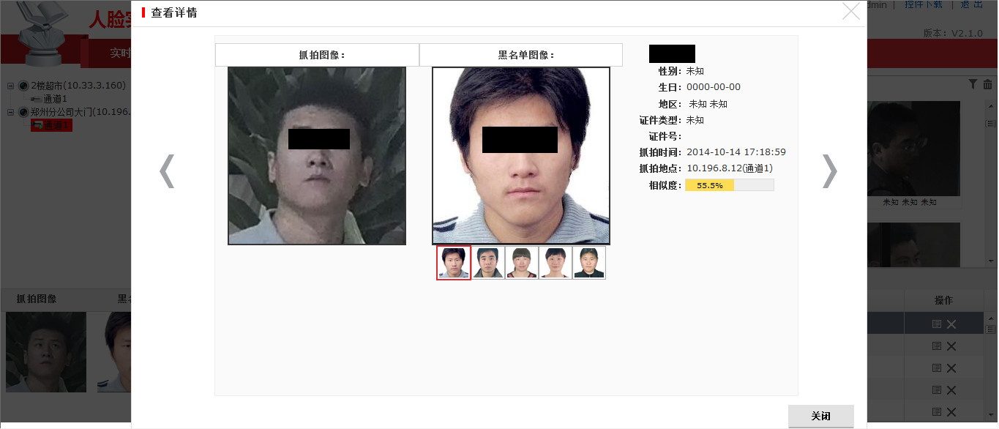 查看详情
admin | 控件下载 | 退 出
人脸实
版本：V2.1.0
实时
抓拍图像：
黑名单图像：
性别：未知
生日：0000-00-00
地区： 未知 未知
证件类型：未知
证件号：
抓拍时间：2014-10-14 17:18:59
抓拍地点：10.196.8.12(通道1)
相似度：55.5%
2楼超市(10.33.3.160)
通道1
郑州分公司大门(10.196.
通道1
未知 未知 未知
抓拍图像
黑名
操作
关闭